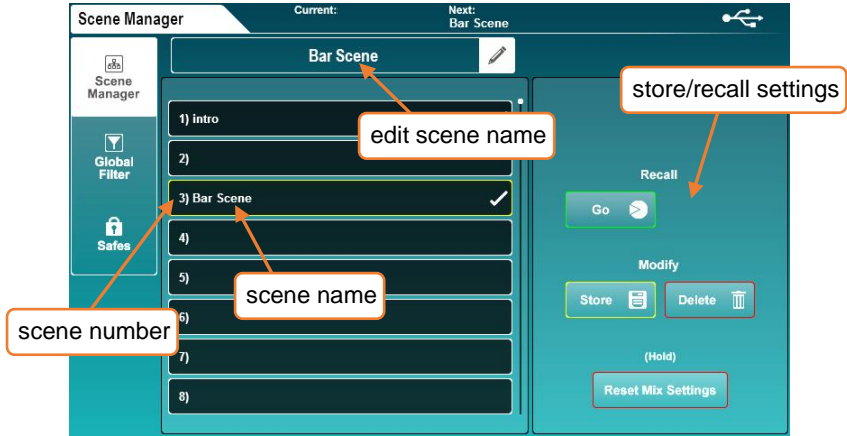 Scene Manager
Current:
Next:
Bar Scene
Scene
Manager
Global
Filter
Safes
Bar Scene
edit scene name
1) intro
2)
3) Bar Scene
4)
5)
6)
7)
8)
scene name
scene number
store/recall settings
Recall
Go
Modify
Store
Delete
(Hold)
Reset Mix Settings